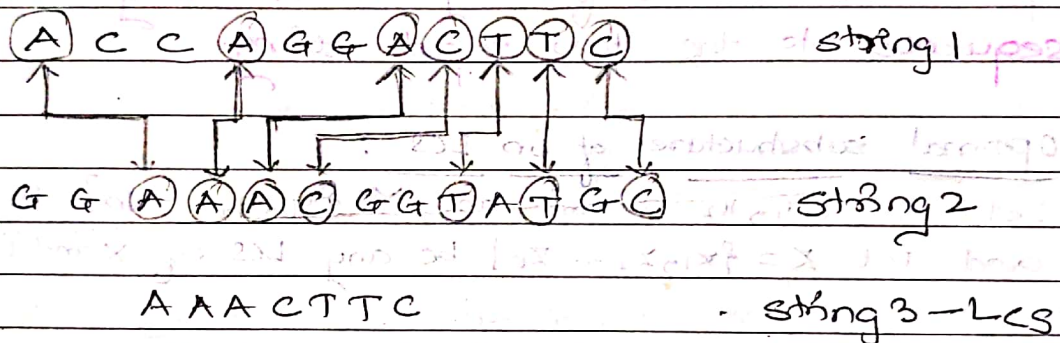 A C C A G G A C T T C string 1
G G A A A C G G T A T G C string 2
A A A C T T C . string 3 - LCS